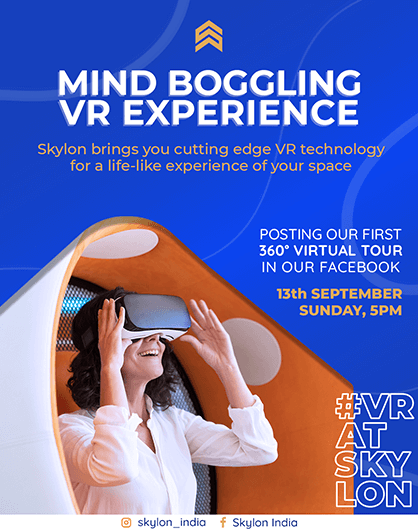 MIND BOGGLING
VR EXPERIENCE
Skylon brings you cutting edge VR technology
for a life-like experience of your space
POSTING OUR FIRST
360° VIRTUAL TOUR
IN OUR FACEBOOK
13th SEPTEMBER
SUNDAY, 5PM
#VR
AT
SKY
LON
skylon_india
Skylon India